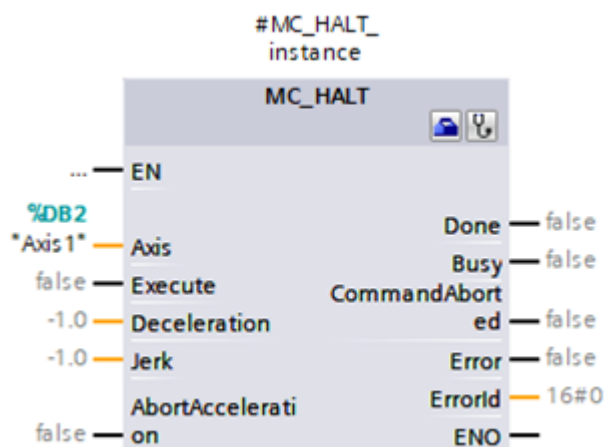 #MC_HALT_
instance
MC_HALT
... EN
%DB2
"Axis1" Axis
Done false
false Execute
Busy false
-1.0 Deceleration
CommandAbort
ed false
-1.0 Jerk
Error false
AbortAccelerati
ErrorId 16#0
false on
ENO